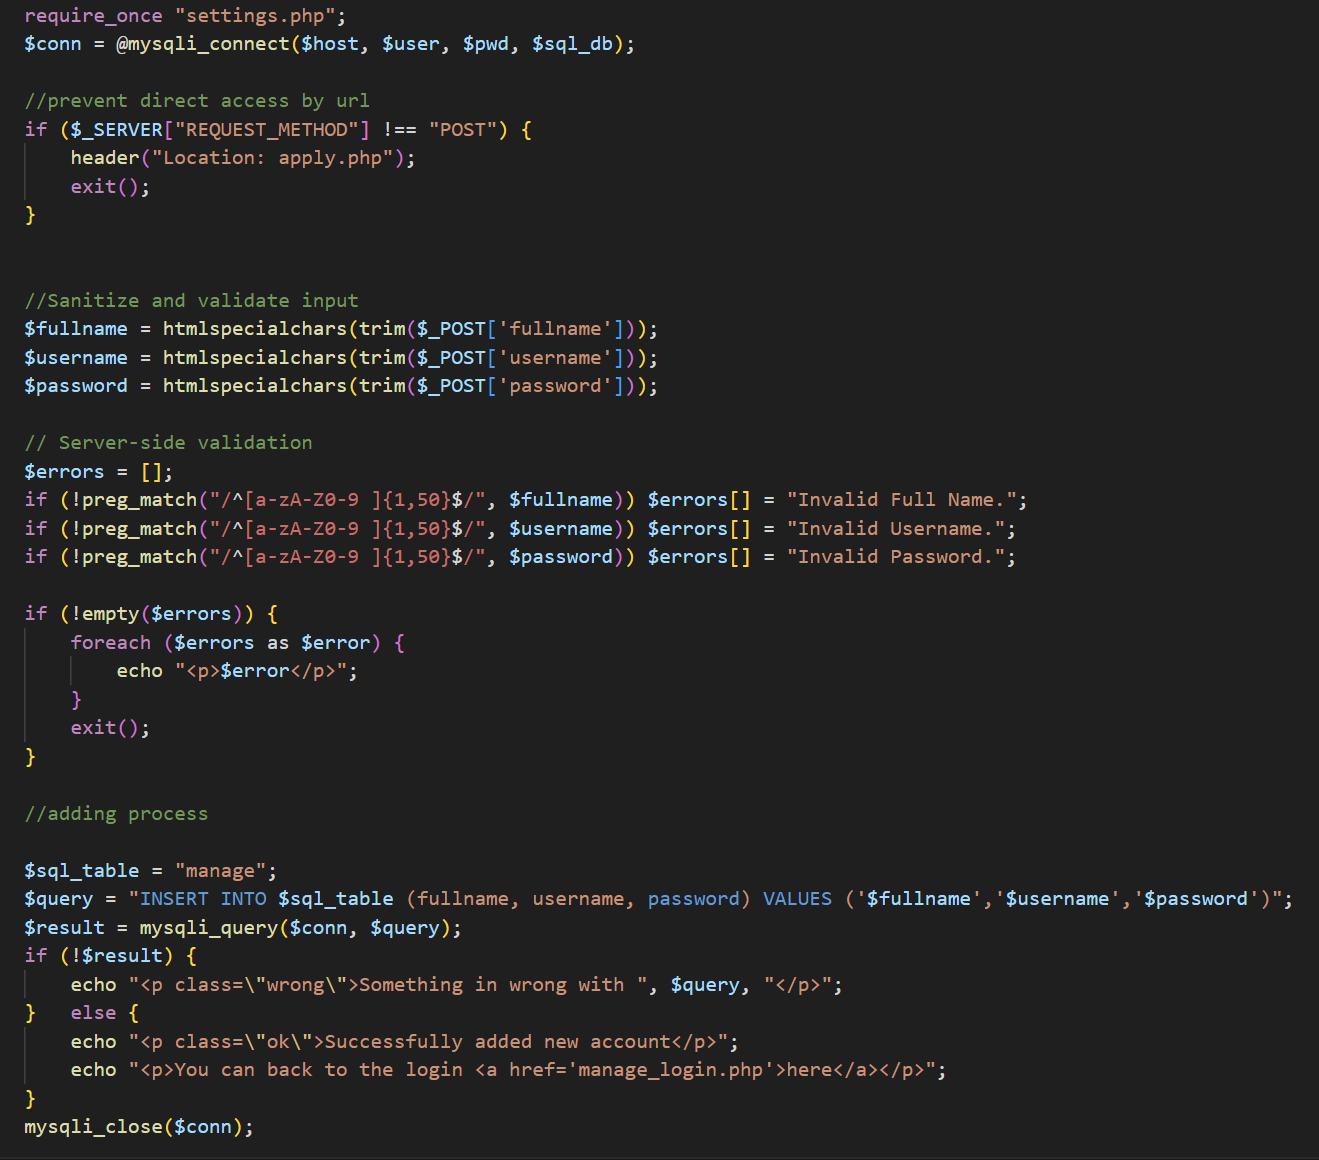 require_once "settings.php";
$conn = @mysqli_connect($host, $user, $pwd, $sql_db);
//prevent direct access by url
if ($_SERVER["REQUEST_METHOD"] !== "POST") {
    header("Location: apply.php");
    exit();
}
//Sanitize and validate input
$fullname = htmlspecialchars(trim($_POST['fullname']));
$username = htmlspecialchars(trim($_POST['username']));
$password = htmlspecialchars(trim($_POST['password']));
// Server-side validation
$errors = [];
if (!preg_match("/^[a-zA-Z0-9 ]{1,50}$/", $fullname)) $errors[] = "Invalid Full Name.";
if (!preg_match("/^[a-zA-Z0-9 ]{1,50}$/", $username)) $errors[] = "Invalid Username.";
if (!preg_match("/^[a-zA-Z0-9 ]{1,50}$/", $password)) $errors[] = "Invalid Password.";
if (!empty($errors)) {
    foreach ($errors as $error) {
        echo "<p>$error</p>";
    }
    exit();
}
//adding process
$sql_table = "manage";
$query = "INSERT INTO $sql_table (fullname, username, password) VALUES ('$fullname','$username','$password')";
$result = mysqli_query($conn, $query);
if (!$result) {
    echo "<p class=\"wrong\">Something in wrong with ", $query, "</p>";
}   else {
    echo "<p class=\"ok\">Successfully added new account</p>";
    echo "<p>You can back to the login <a href='manage_login.php'>here</a></p>";
}
mysqli_close($conn);